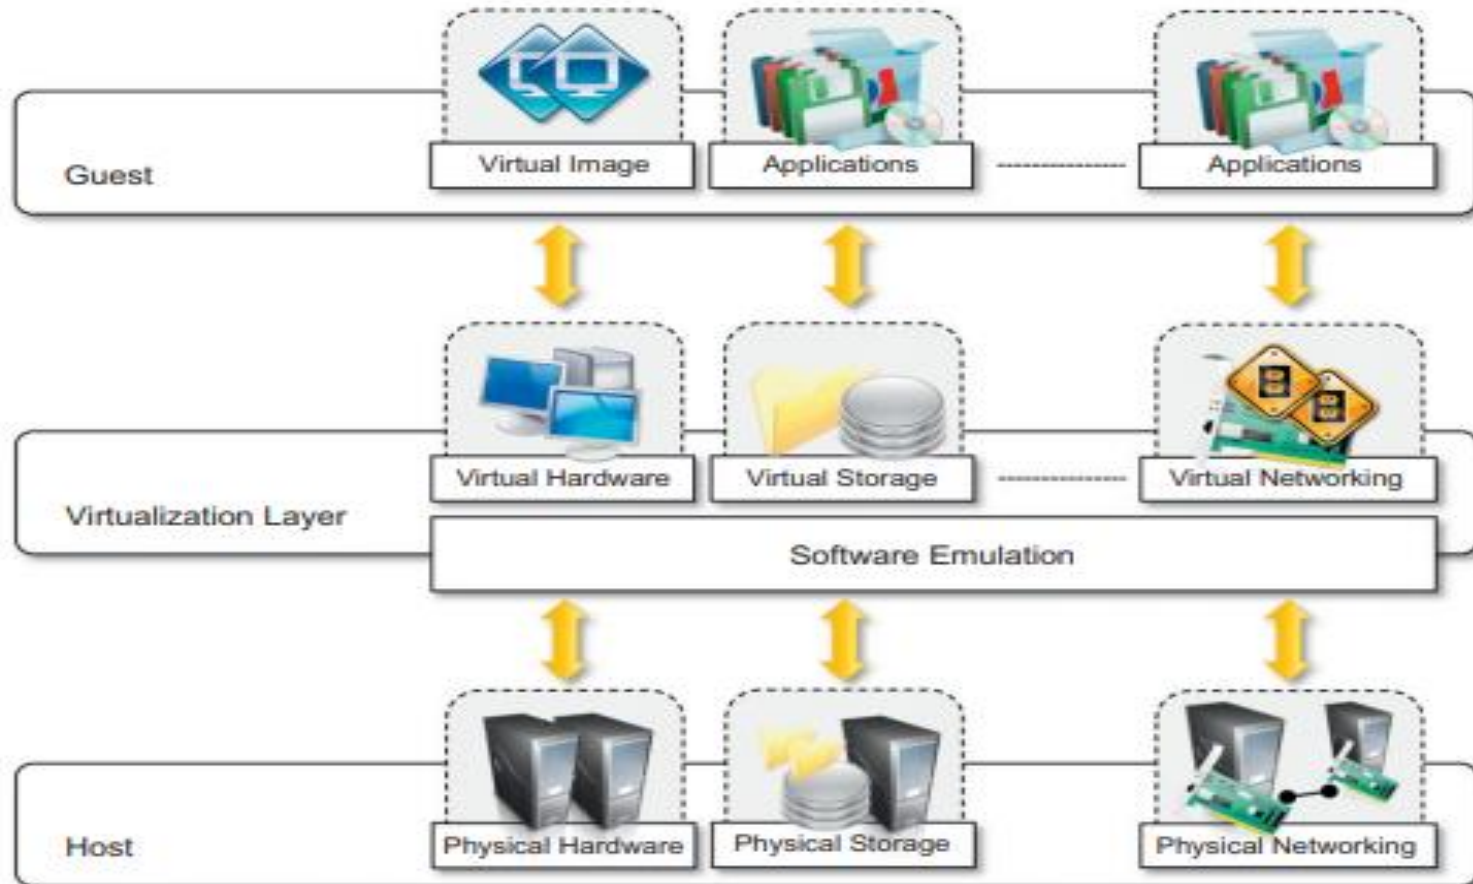 Guest
Virtual Image
Applications
Applications
Virtualization Layer
Virtual Hardware
Virtual Storage
Virtual Networking
Software Emulation
Host
Physical Hardware
Physical Storage
Physical Networking